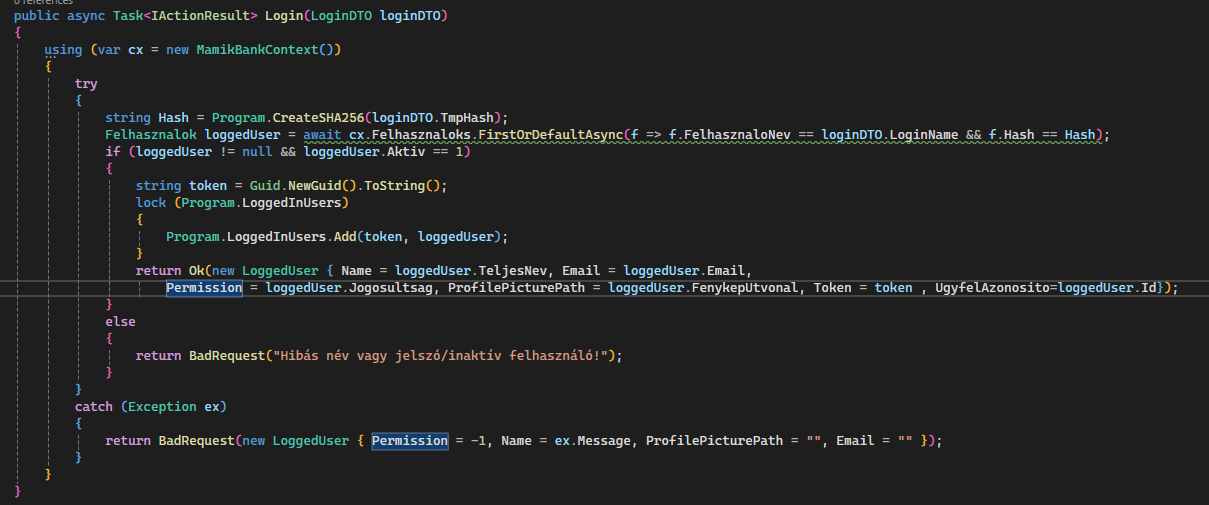 0 references
public async Task<IActionResult> Login(LoginDTO loginDTO)
{
using (var cx = new MamikBankContext())
{
try
{
string Hash = Program.CreateSHA256(loginDTO.TmpHash);
Felhasznalok loggedUser = await cx.Felhasznaloks.FirstOrDefaultAsync(f => f.FelhasznaloNev == loginDTO.LoginName && f.Hash == Hash);
if (loggedUser != null && loggedUser.Aktiv == 1)
{
string token = Guid.NewGuid().ToString();
lock (Program.LoggedInUsers)
{
Program.LoggedInUsers.Add(token, loggedUser);
}
return Ok(new LoggedUser { Name = loggedUser.TeljesNev, Email = loggedUser.Email,
Permission = loggedUser.Jogosultsag, ProfilePicturePath = loggedUser.FenykepUtvonal, Token = token , UgyfelAzonosito=loggedUser.Id});
}
else
{
return BadRequest("Hibás név vagy jelszó/inaktív felhasználó!");
}
}
catch (Exception ex)
{
return BadRequest(new LoggedUser { Permission = -1, Name = ex.Message, ProfilePicturePath = "", Email = "" });
}
}
}